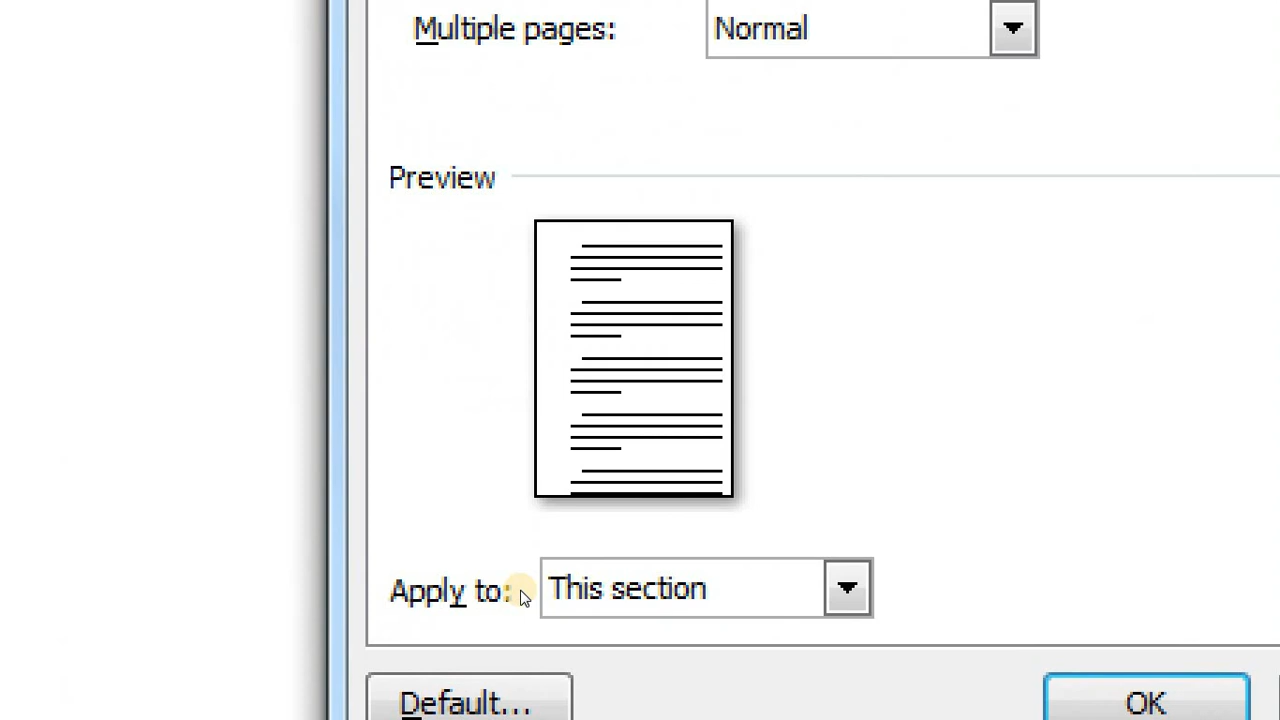 Multiple pages: Normal
Preview
Apply to: This section
Default... OK